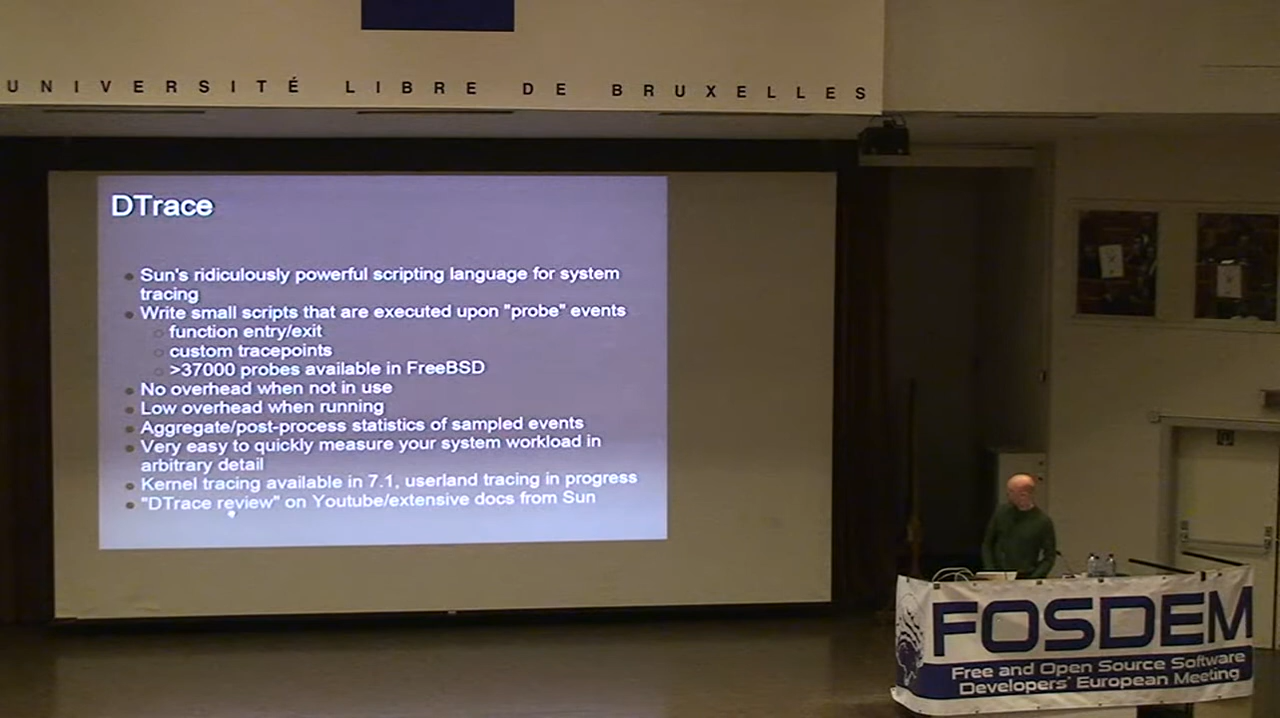 UNIVERSITÉ LIBRE DE BRUXELLES
DTrace
Sun's ridiculously powerful scripting language for system
tracing
Write small scripts that are executed upon "probe" events
function entry/exit
custom tracepoints
>37000 probes available in FreeBSD
No overhead when not in use
Low overhead when running
Aggregate/post-process statistics of sampled events
Very easy to quickly measure your system workload in
arbitrary detail
Kernel tracing available in 7.1, userland tracing in progress
"DTrace review" on Youtube/extensive docs from Sun
FOSDEM
Free and Open Source Software
Developers' European Meeting